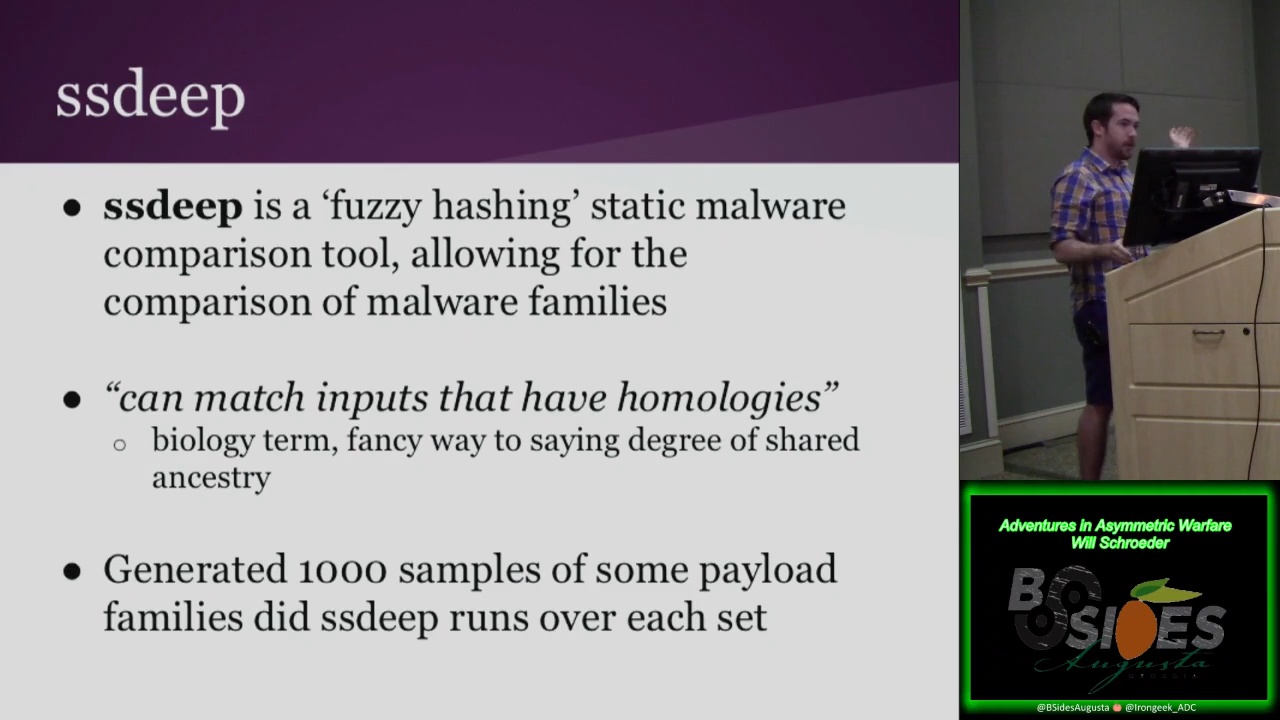 ssdeep
● ssdeep is a ‘fuzzy hashing’ static malware
comparison tool, allowing for the
comparison of malware families
● “can match inputs that have homologies”
○ biology term, fancy way to saying degree of shared
ancestry
● Generated 1000 samples of some payload
families did ssdeep runs over each set
Adventures in Asymmetric Warfare
Will Schroeder
BSIDES
Augusta
GEORGIA
@BSidesAugusta @Irongeek_ADC